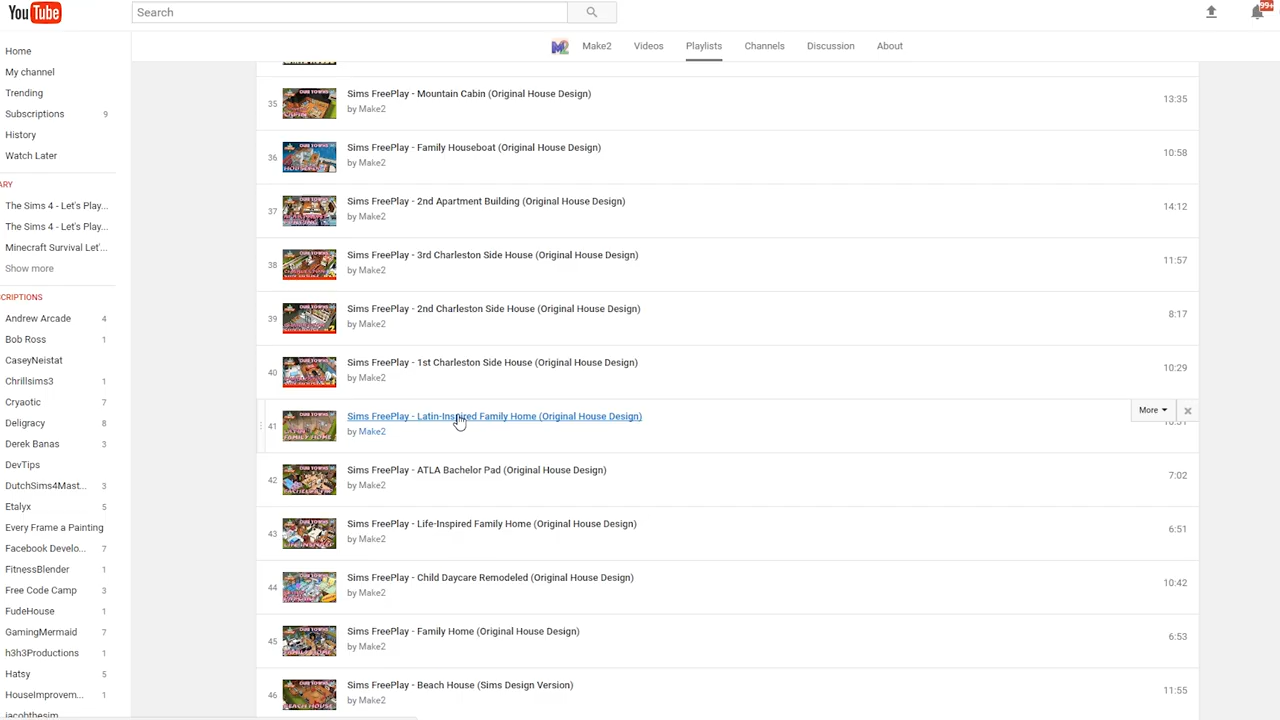 YouTube
Search
99+
Make2
Videos
Playlists
Channels
Discussion
About
Home
My channel
Trending
Subscriptions 9
History
Watch Later
ARY
The Sims 4 - Let's Play...
The Sims 4 - Let's Play...
Minecraft Survival Let'...
Show more
CRIPTIONS
Andrew Arcade 4
Bob Ross 1
CaseyNeistat
Chrillsims3 1
Cryaotic 2
Deligracy 8
Derek Banas 3
DevTips
DutchSims4Mast... 3
Etalyx 5
Every Frame a Painting
Facebook Develo... 7
FitnessBlender 1
Free Code Camp 3
FudeHouse 1
GamingMermaid 7
h3h3Productions 1
Hatsy 5
HouseImprovem... 1
jacobthesim
35 Sims FreePlay - Mountain Cabin (Original House Design) 13:35
by Make2
36 Sims FreePlay - Family Houseboat (Original House Design) 10:58
by Make2
37 Sims FreePlay - 2nd Apartment Building (Original House Design) 14:12
by Make2
38 Sims FreePlay - 3rd Charleston Side House (Original House Design) 11:57
by Make2
39 Sims FreePlay - 2nd Charleston Side House (Original House Design) 8:17
by Make2
40 Sims FreePlay - 1st Charleston Side House (Original House Design) 10:29
by Make2
41 Sims FreePlay - Latin-Inspired Family Home (Original House Design) More
by Make2
42 Sims FreePlay - ATLA Bachelor Pad (Original House Design) 7:02
by Make2
43 Sims FreePlay - Life-Inspired Family Home (Original House Design) 6:51
by Make2
44 Sims FreePlay - Child Daycare Remodeled (Original House Design) 10:42
by Make2
45 Sims FreePlay - Family Home (Original House Design) 6:53
by Make2
46 Sims FreePlay - Beach House (Sims Design Version) 11:55
by Make2